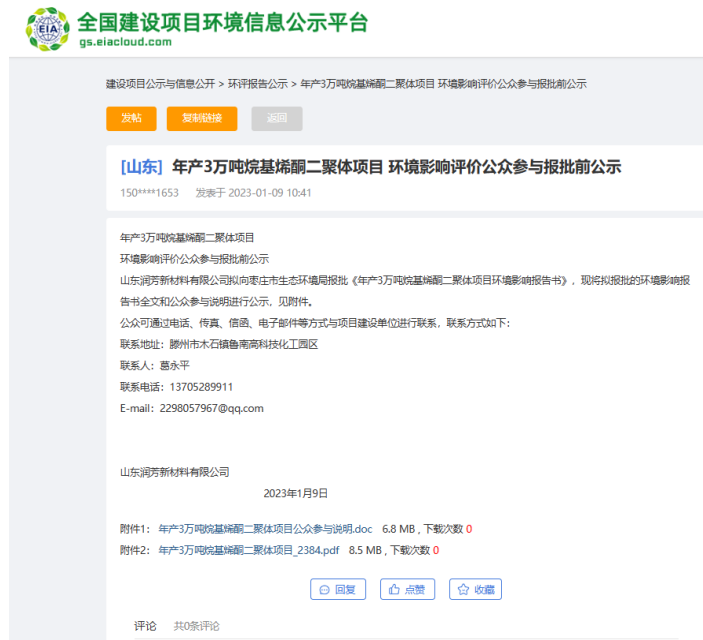 EIA
全国建设项目环境信息公示平台
gs.eiacloud.com
建设项目公示与信息公开 > 环评报告公示 > 年产3万吨烷基烯酮二聚体项目 环境影响评价公众参与报批前公示
发帖 复制链接 返回
[山东] 年产3万吨烷基烯酮二聚体项目 环境影响评价公众参与报批前公示
150****1653 发表于 2023-01-09 10:41
年产3万吨烷基烯酮二聚体项目
环境影响评价公众参与报批前公示
山东润芳新材料有限公司拟向枣庄市生态环境局报批《年产3万吨烷基烯酮二聚体项目环境影响报告书》，现将拟报批的环境影响报
告书全文和公众参与说明进行公示，见附件。
公众可通过电话、传真、信函、电子邮件等方式与项目建设单位进行联系，联系方式如下：
联系地址：滕州市木石镇鲁南高科技化工园区
联系人：葛永平
联系电话：13705289911
E-mail：2298057967@qq.com
山东润芳新材料有限公司
2023年1月9日
附件1： 年产3万吨烷基烯酮二聚体项目公众参与说明.doc 6.8 MB , 下载次数 0
附件2： 年产3万吨烷基烯酮二聚体项目_2384.pdf 8.5 MB , 下载次数 0
回复 点赞 收藏
评论 共0条评论